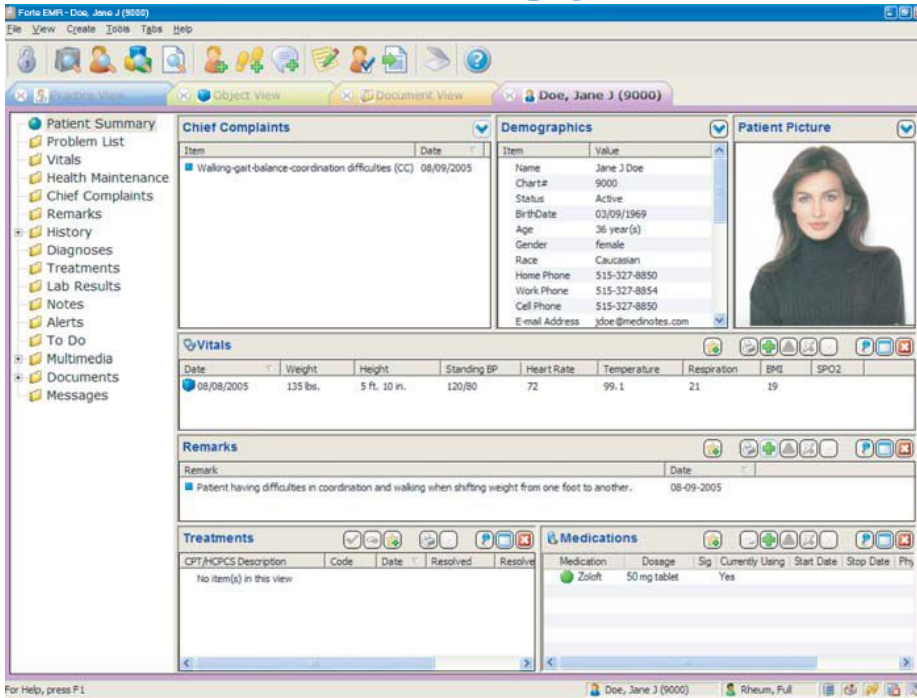 Forte EMR - Doe, Jane J (9000)
File View Create Tools Tabs Help
Practice View
Object View
Document View
Doe, Jane J (9000)
Patient Summary
Problem List
Vitals
Health Maintenance
Chief Complaints
Remarks
History
Diagnoses
Treatments
Lab Results
Notes
Alerts
To Do
Multimedia
Documents
Messages
Chief Complaints
Item Date
Walking-gait-balance-coordination difficulties (CC) 08/09/2005
Demographics
Item Value
Name Jane J Doe
Chart# 9000
Status Active
BirthDate 03/09/1969
Age 36 year(s)
Gender female
Race Caucasian
Home Phone 515-327-8850
Work Phone 515-327-8854
Cell Phone 515-327-8850
E-mail Address jdoe@medinotes.com
Patient Picture
Vitals
Date Weight Height Standing BP Heart Rate Temperature Respiration BMI SPO2
08/08/2005 135 lbs. 5 ft. 10 in. 120/80 72 99.1 21 19
Remarks
Remark Date
Patient having difficulties in coordination and walking when shifting weight from one foot to another. 08-09-2005
Treatments
CPT/HCPCS Description Code Date Resolved Resolve
No item(s) in this view
Medications
Medication Dosage Sig Currently Using Start Date Stop Date Phy
Zoloft 50 mg tablet Yes
For Help, press F1
Doe, Jane J (9000)
Rheum, Full